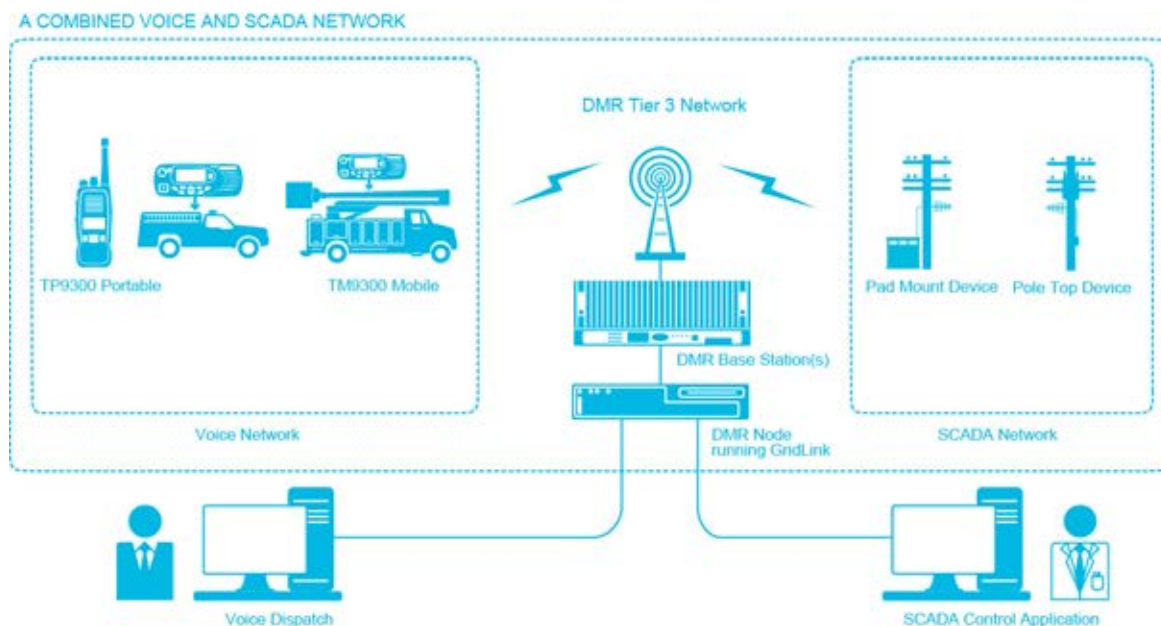 A COMBINED VOICE AND SCADA NETWORK
DMR Tier 3 Network
TP9300 Portable
TM9300 Mobile
Pad Mount Device
Pole Top Device
DMR Base Station(s)
Voice Network
DMR Node
running GridLink
SCADA Network
Voice Dispatch
SCADA Control Application